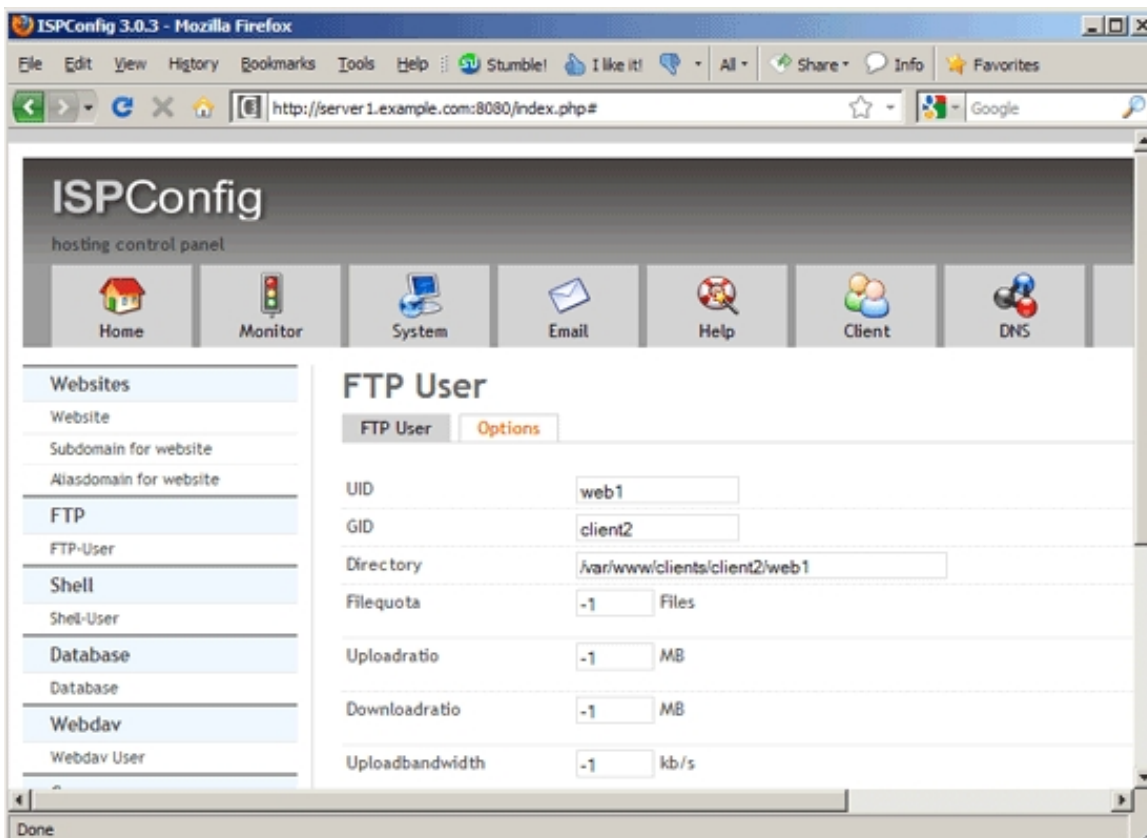 ISPConfig 3.0.3 - Mozilla Firefox
File Edit View History Bookmarks Tools Help Stumble! I like it! All Share Info Favorites
http://server1.example.com:8080/index.php# Google
ISPConfig
hosting control panel
Home Monitor System Email Help Client DNS
Websites
Website
Subdomain for website
Aliasdomain for website
FTP
FTP-User
Shell
Shell-User
Database
Database
Webdav
Webdav User
FTP User
FTP User Options
UID web1
GID client2
Directory /var/www/clients/client2/web1
Filequota -1 Files
Uploadratio -1 MB
Downloadratio -1 MB
Uploadbandwidth -1 kb/s
Done